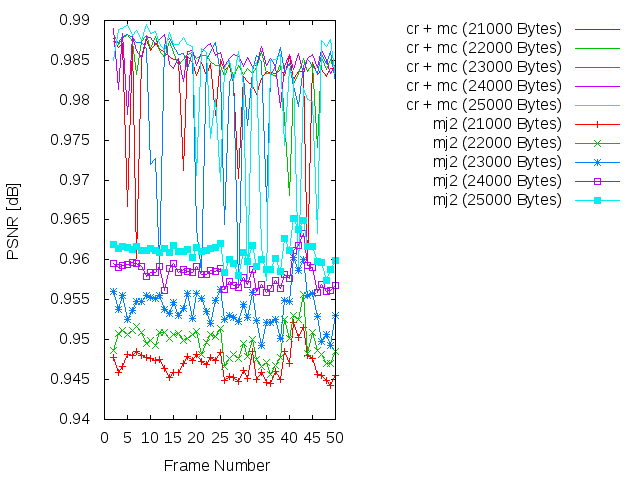 0.99
0.985
0.98
0.975
0.97
0.965
0.96
0.955
0.95
0.945
0.94
PSNR [dB]
0 5 10 15 20 25 30 35 40 45 50
Frame Number
cr + mc (21000 Bytes)
cr + mc (22000 Bytes)
cr + mc (23000 Bytes)
cr + mc (24000 Bytes)
cr + mc (25000 Bytes)
mj2 (21000 Bytes)
mj2 (22000 Bytes)
mj2 (23000 Bytes)
mj2 (24000 Bytes)
mj2 (25000 Bytes)